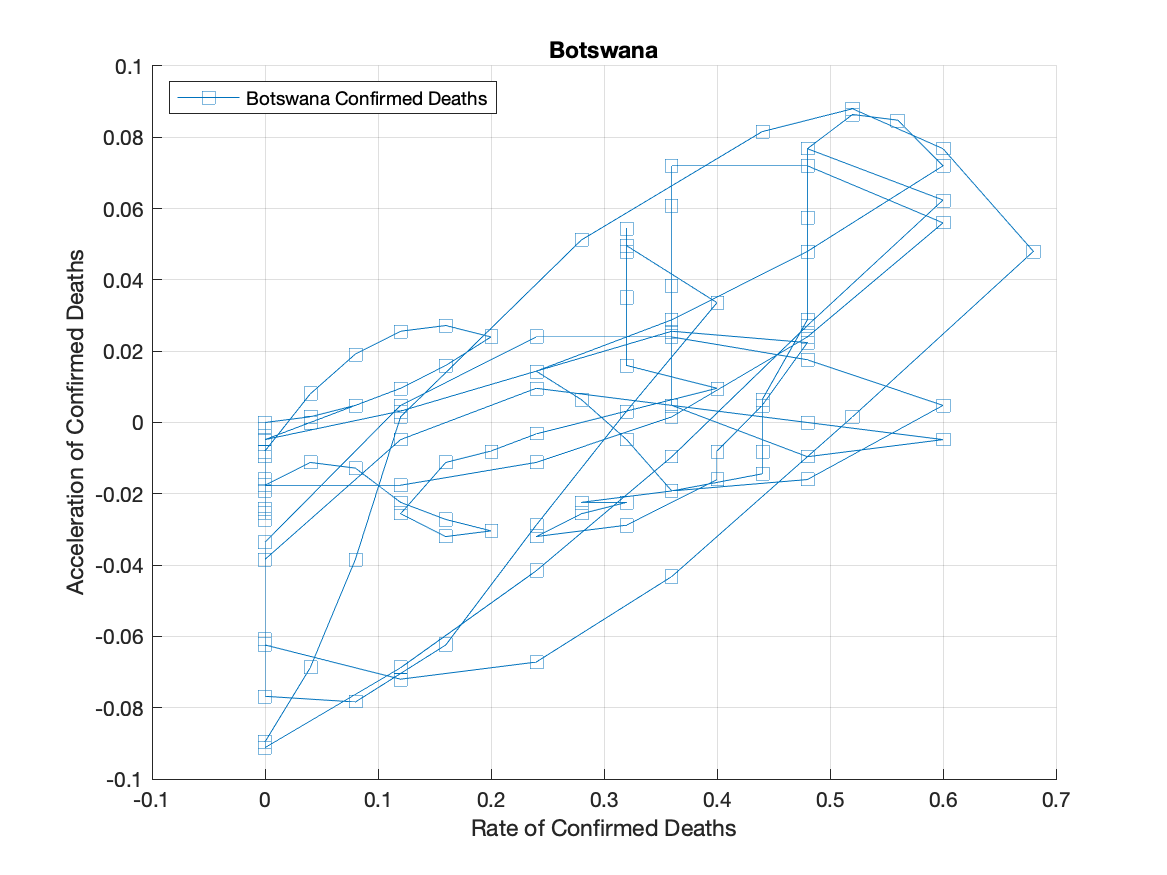 Botswana
Botswana Confirmed Deaths
0.1
0.08
0.06
0.04
0.02
0
-0.02
-0.04
-0.06
-0.08
-0.1
Acceleration of Confirmed Deaths
-0.1 0 0.1 0.2 0.3 0.4 0.5 0.6 0.7
Rate of Confirmed Deaths